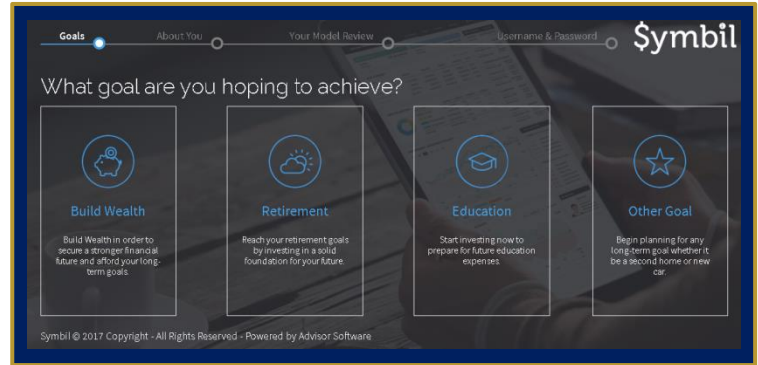 Goals
About You
Your Model Review
Username & Password
$ymbil
What goal are you hoping to achieve?
Build Wealth
Build Wealth in order to
secure a stronger financial
future and afford your long-
term goals.
Retirement
Reach your retirement goals
by investing in a solid
foundation for your future.
Education
Start investing now to
prepare for future education
expenses.
Other Goal
Begin planning for any
long-term goal whether it
be a second home or new
car.
Symbil © 2017 Copyright - All Rights Reserved - Powered by Advisor Software